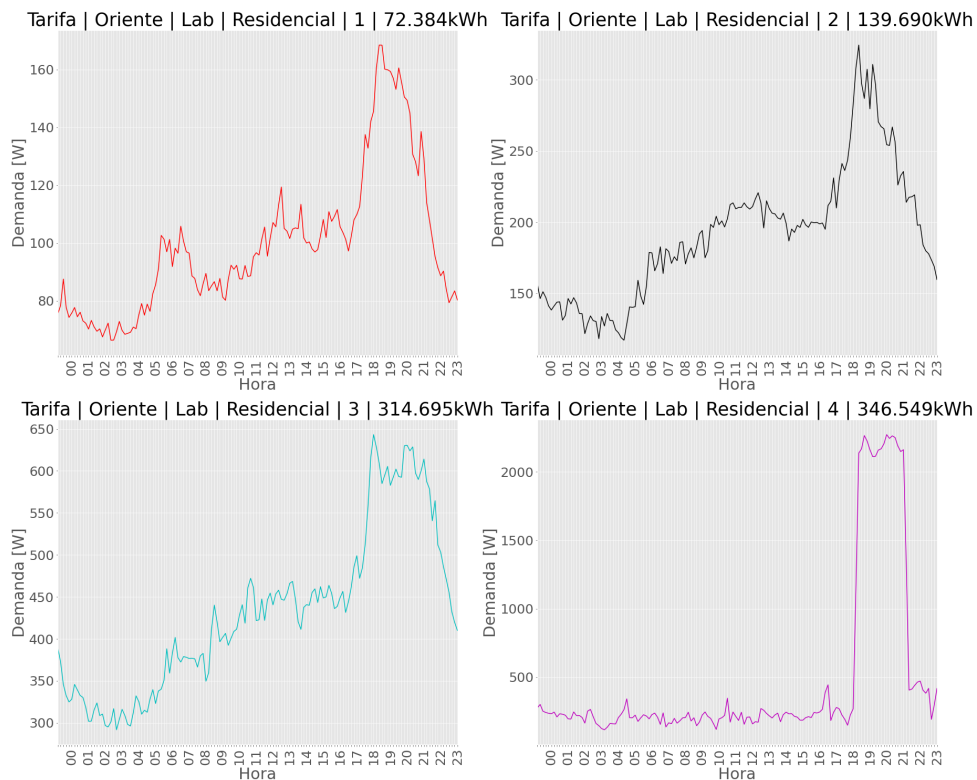 Tarifa | Oriente | Lab | Residencial | 1 | 72.384kWh
Demanda [W]
160
140
120
100
80
00 01 02 03 04 05 06 07 08 09 10 11 12 13 14 15 16 17 18 19 20 21 22 23
Hora
Tarifa | Oriente | Lab | Residencial | 2 | 139.690kWh
Demanda [W]
300
250
200
150
00 01 02 03 04 05 06 07 08 09 10 11 12 13 14 15 16 17 18 19 20 21 22 23
Hora
Tarifa | Oriente | Lab | Residencial | 3 | 314.695kWh
Demanda [W]
650
600
550
500
450
400
350
300
00 01 02 03 04 05 06 07 08 09 10 11 12 13 14 15 16 17 18 19 20 21 22 23
Hora
Tarifa | Oriente | Lab | Residencial | 4 | 346.549kWh
Demanda [W]
2000
1500
1000
500
00 01 02 03 04 05 06 07 08 09 10 11 12 13 14 15 16 17 18 19 20 21 22 23
Hora